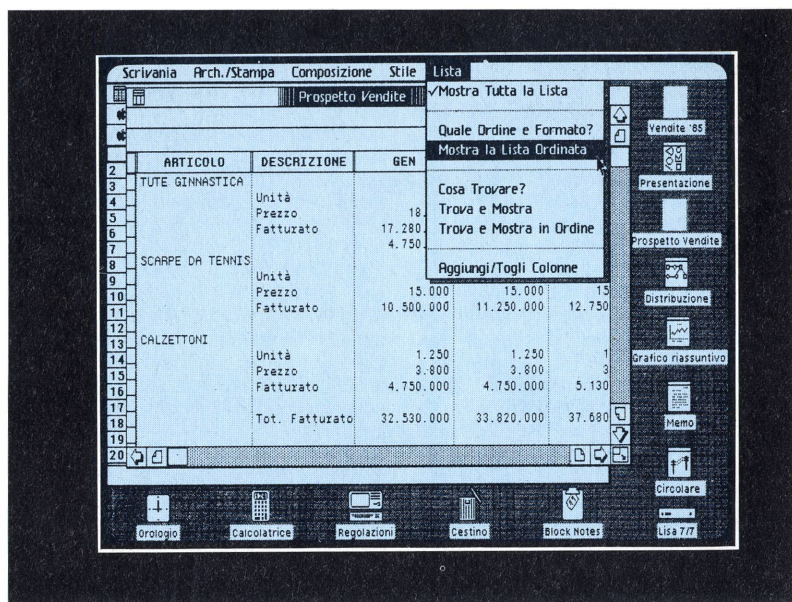 Scrivania Arch./Stampa Composizione Stile Lista
Prospetto Vendite
✓Mostra Tutta la Lista
Quale Ordine e Formato?
Mostra la Lista Ordinata
Cosa Trovare?
Trova e Mostra
Trova e Mostra in Ordine
Aggiungi/Togli Colonne
ARTICOLO DESCRIZIONE GEN
2
3 TUTE GINNASTICA
4 Unità
5 Prezzo 18.
6 Fatturato 17.280.
7 4.750.
8 SCARPE DA TENNIS
9 Unità
10 Prezzo 15.000 15.000 15
11 Fatturato 10.500.000 11.250.000 12.750
12
13 CALZETTONI
14 Unità 1.250 1.250 1
15 Prezzo 3.800 3.800 3
16 Fatturato 4.750.000 4.750.000 5.130
17
18 Tot. Fatturato 32.530.000 33.820.000 37.680
19
20
Vendite '85
Presentazione
Prospetto Vendite
Distribuzione
Grafico riassuntivo
Memo
Circolare
Orologio Calcolatrice Regolazioni Cestino Block Notes Lisa 7/7